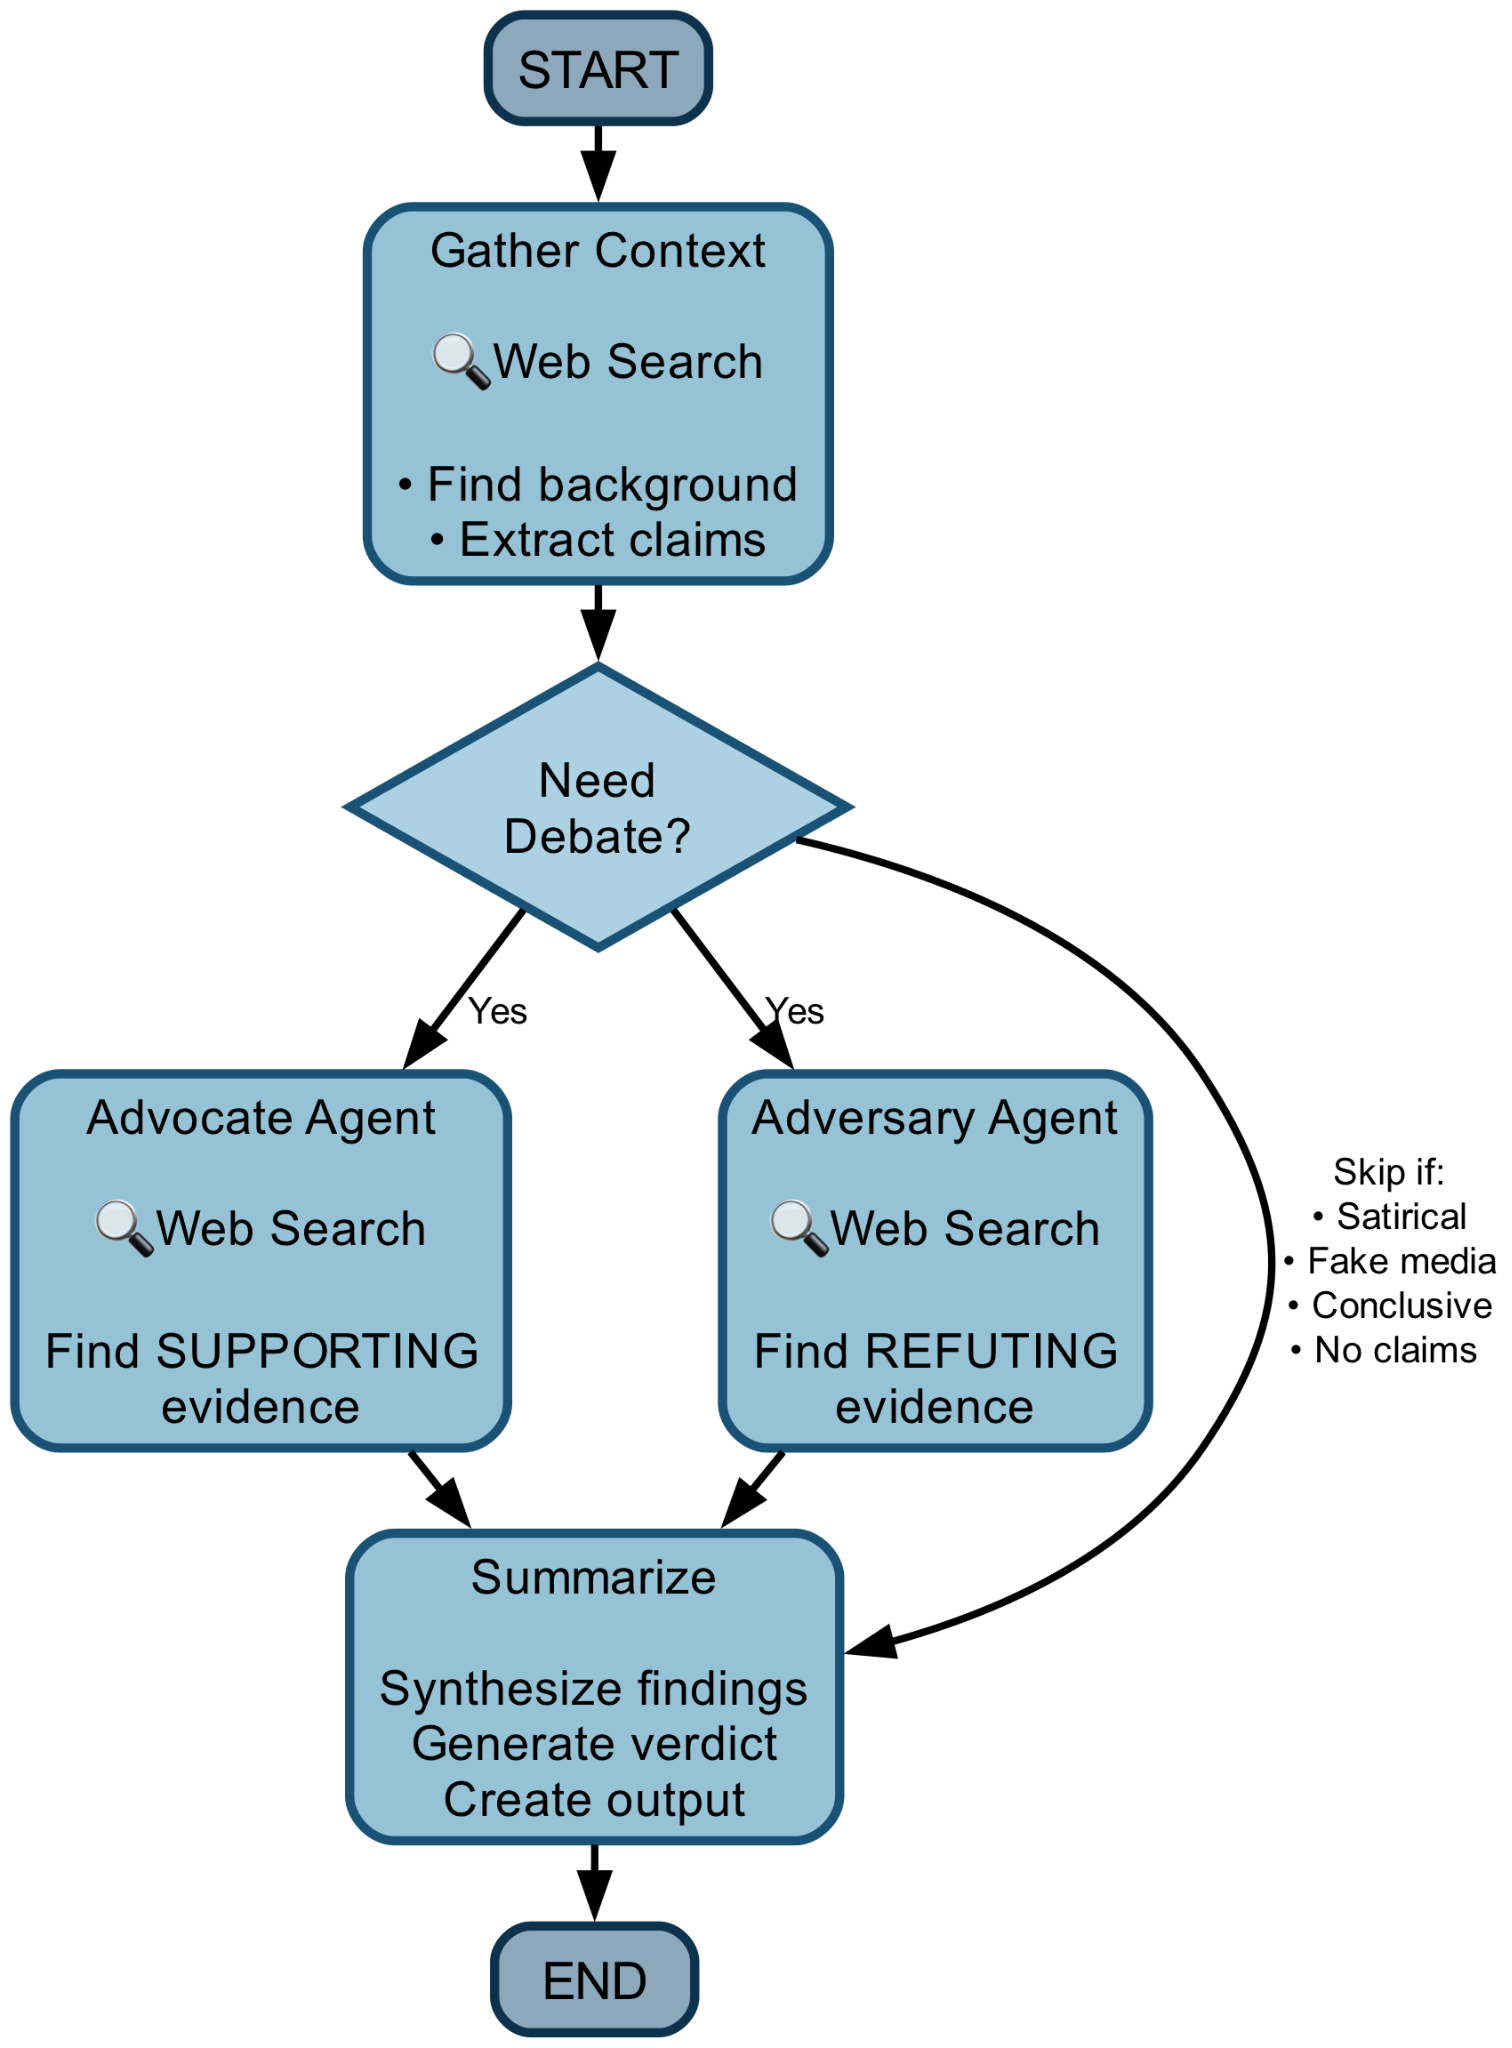 START
Gather Context
🔍Web Search
• Find background
• Extract claims
Need
Debate?
Yes
Yes
Advocate Agent
🔍Web Search
Find SUPPORTING
evidence
Adversary Agent
🔍Web Search
Find REFUTING
evidence
Skip if:
• Satirical
• Fake media
• Conclusive
• No claims
Summarize
Synthesize findings
Generate verdict
Create output
END